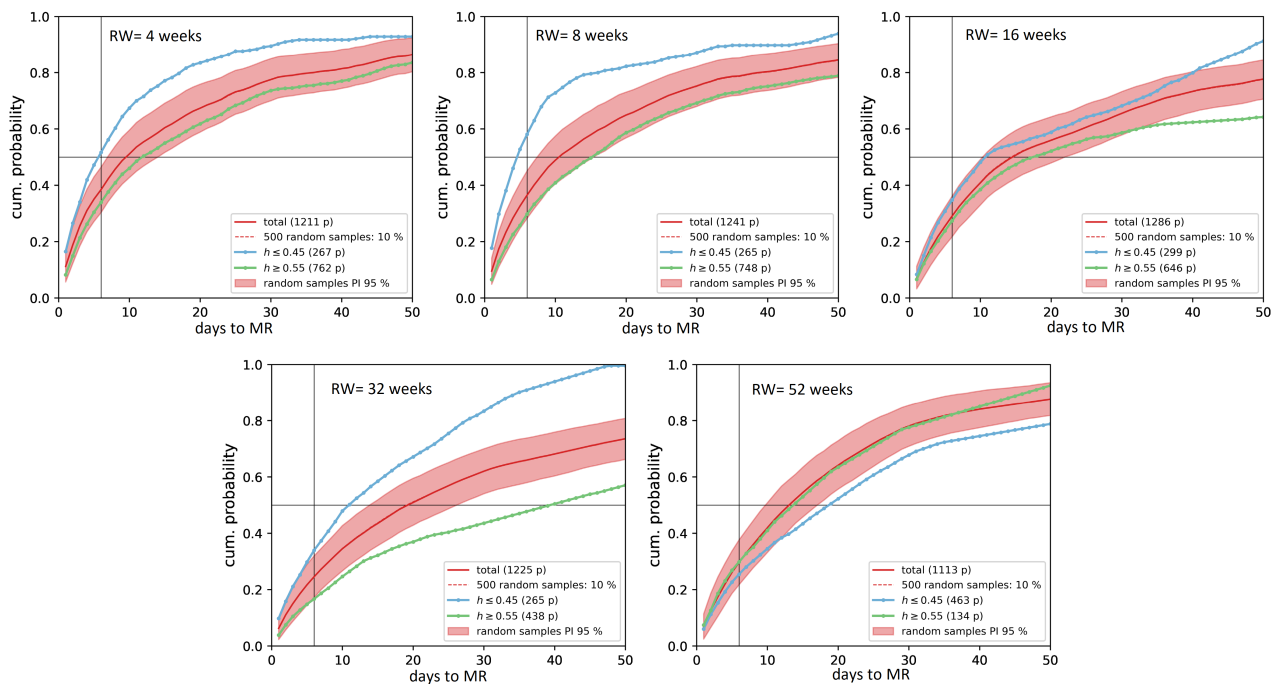 RW= 4 weeks
cum. probability
1.0
0.8
0.6
0.4
0.2
0.0
total (1211 p)
500 random samples: 10 %
h ≤ 0.45 (267 p)
h ≥ 0.55 (762 p)
random samples PI 95 %
0 10 20 30 40 50
days to MR
RW= 8 weeks
cum. probability
1.0
0.8
0.6
0.4
0.2
0.0
total (1241 p)
500 random samples: 10 %
h ≤ 0.45 (265 p)
h ≥ 0.55 (748 p)
random samples PI 95 %
0 10 20 30 40 50
days to MR
RW= 16 weeks
cum. probability
1.0
0.8
0.6
0.4
0.2
0.0
total (1286 p)
500 random samples: 10 %
h ≤ 0.45 (299 p)
h ≥ 0.55 (646 p)
random samples PI 95 %
0 10 20 30 40 50
days to MR
RW= 32 weeks
cum. probability
1.0
0.8
0.6
0.4
0.2
0.0
total (1225 p)
500 random samples: 10 %
h ≤ 0.45 (265 p)
h ≥ 0.55 (438 p)
random samples PI 95 %
0 10 20 30 40 50
days to MR
RW= 52 weeks
cum. probability
1.0
0.8
0.6
0.4
0.2
0.0
total (1113 p)
500 random samples: 10 %
h ≤ 0.45 (463 p)
h ≥ 0.55 (134 p)
random samples PI 95 %
0 10 20 30 40 50
days to MR